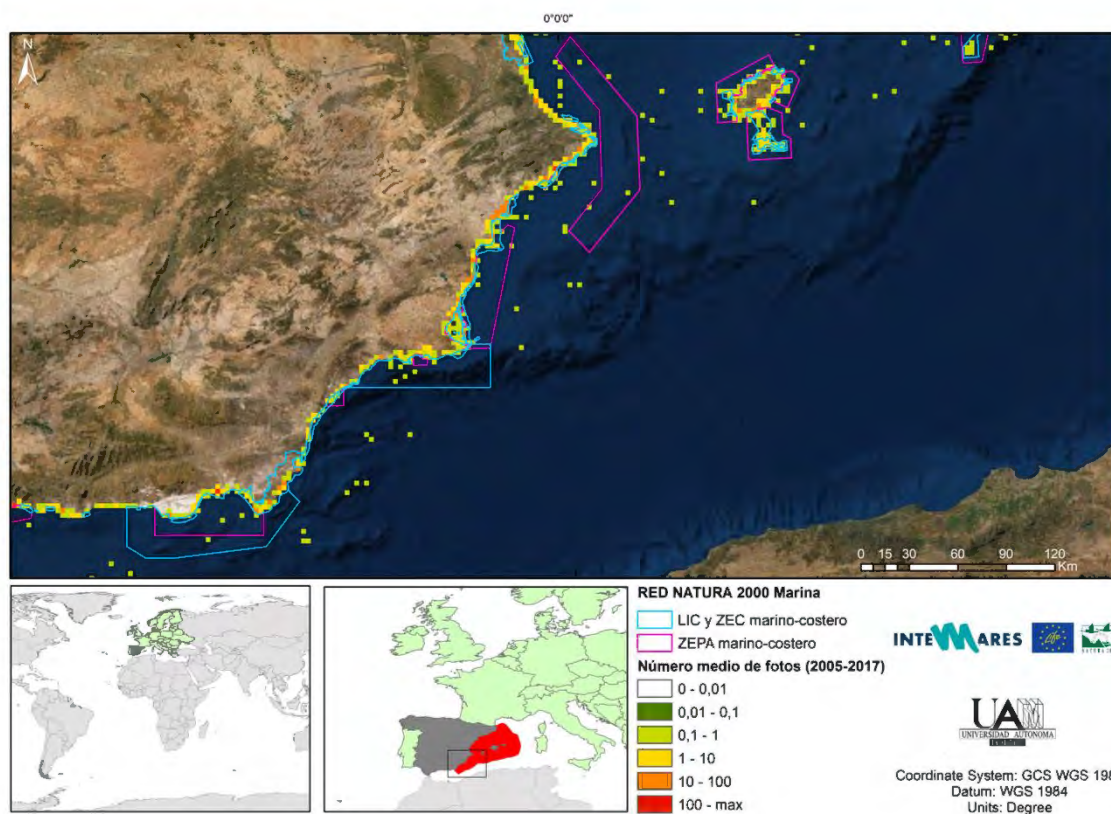 0°0'0"
N
0 15 30 60 90 120
Km
RED NATURA 2000 Marina
LIC y ZEC marino-costero
ZEPA marino-costero
Número medio de fotos (2005-2017)
0 - 0,01
0,01 - 0,1
0,1 - 1
1 - 10
10 - 100
100 - max
INTEMARES
Life
UAM
UNIVERSIDAD AUTONOMA
Coordinate System: GCS WGS 198
Datum: WGS 1984
Units: Degree